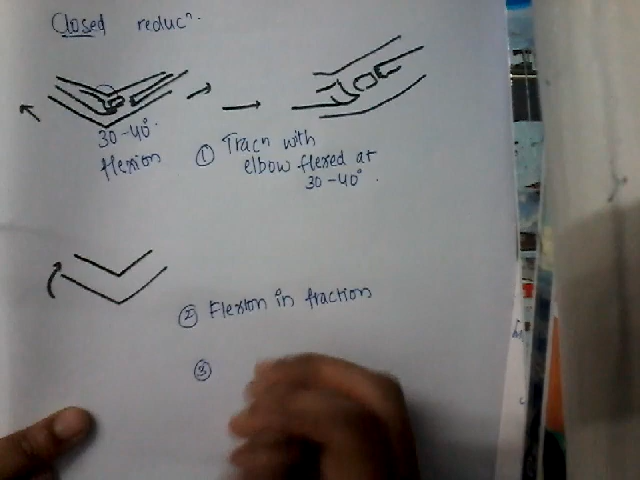 Closed reducⁿ.
30-40°.
flexion
① Tracⁿ with
elbow flexed at
30-40°.
② Flexion in traction
③